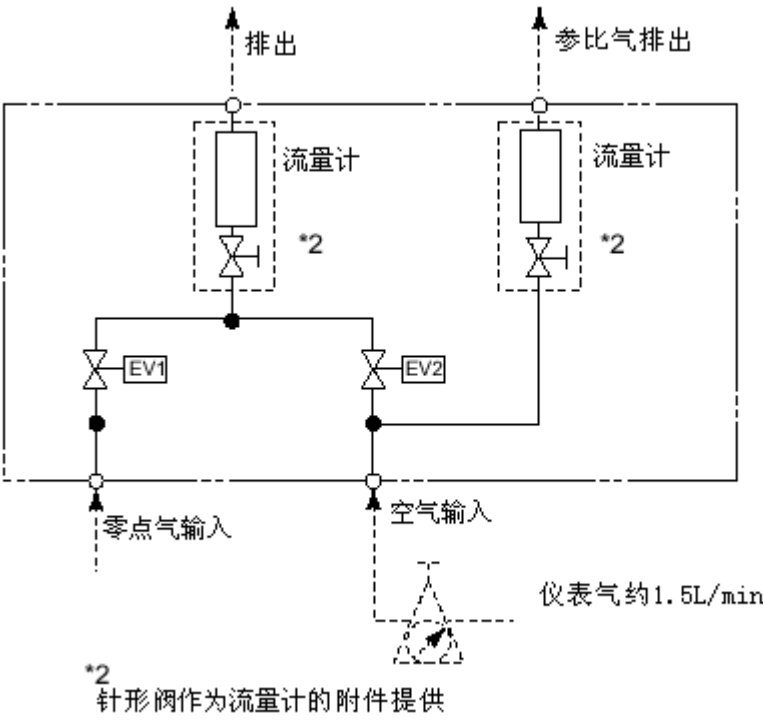 排出
参比气排出
流量计
流量计
*2
*2
EV1
EV2
零点气输入
空气输入
仪表气约1.5L/min
*2
针形阀作为流量计的附件提供